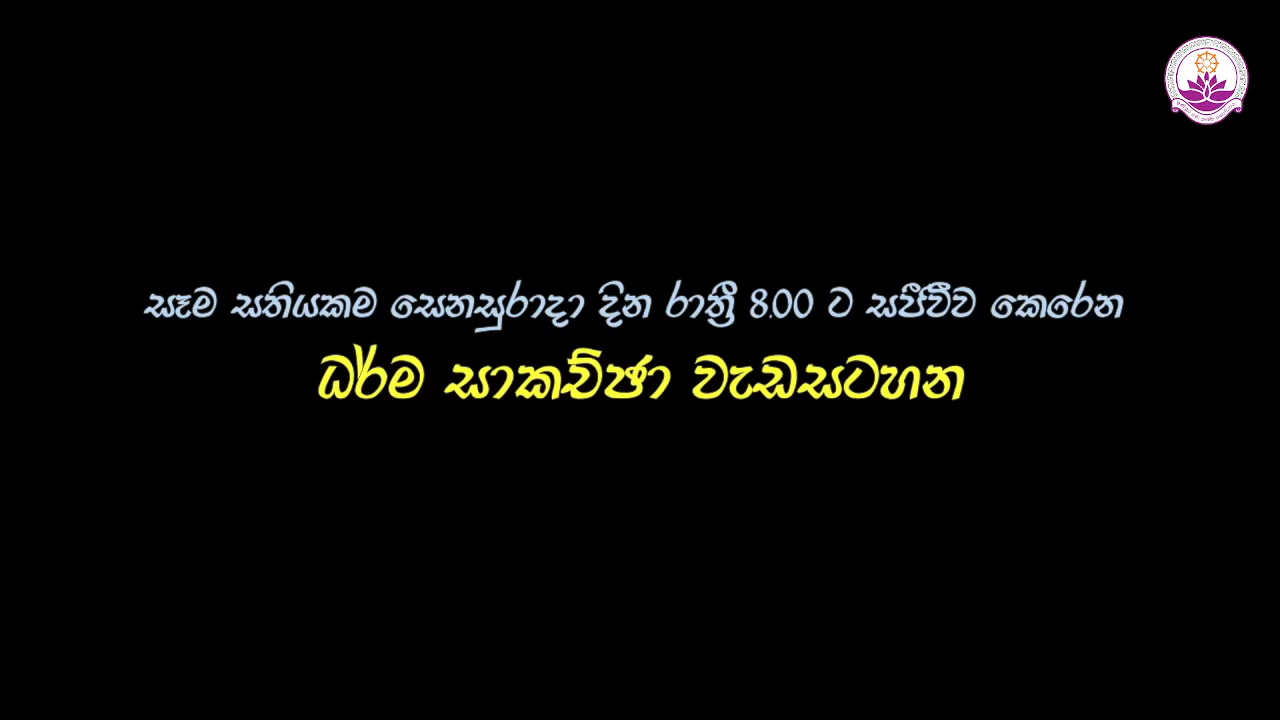 සෑම සතියකම සෙනසුරාදා දින රාත්‍රී 8.00 ට සජීවීව කෙරෙන
ධර්ම සාකච්ඡා වැඩසටහන